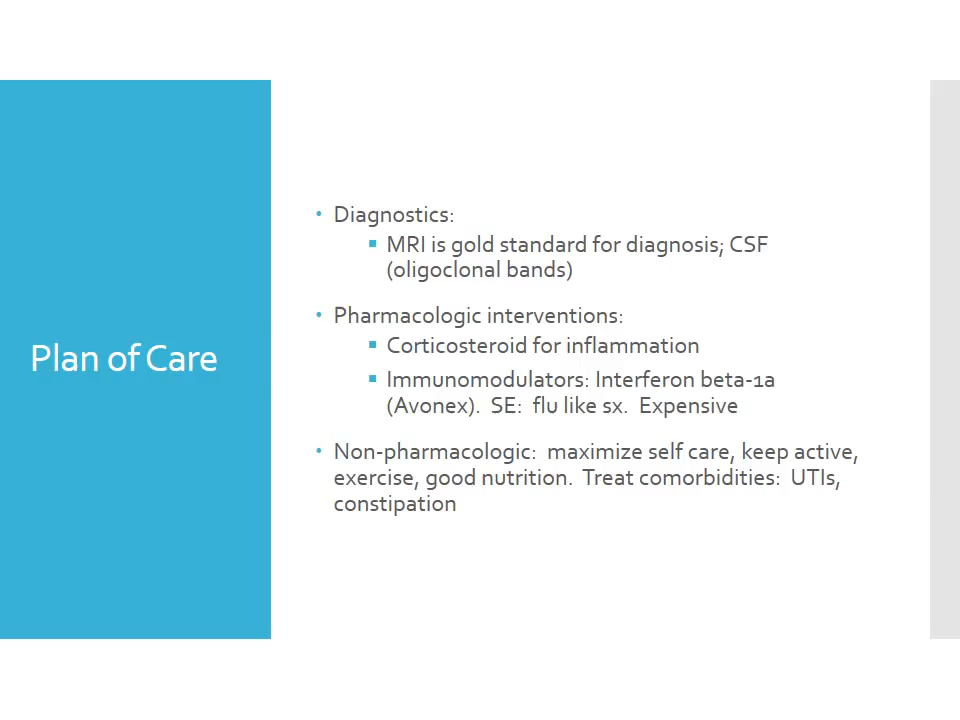 Plan of Care
• Diagnostics:
▪ MRI is gold standard for diagnosis; CSF
(oligoclonal bands)
• Pharmacologic interventions:
▪ Corticosteroid for inflammation
▪ Immunomodulators: Interferon beta-1a
(Avonex).  SE:  flu like sx.  Expensive
• Non-pharmacologic:  maximize self care, keep active,
exercise, good nutrition.  Treat comorbidities:  UTIs,
constipation